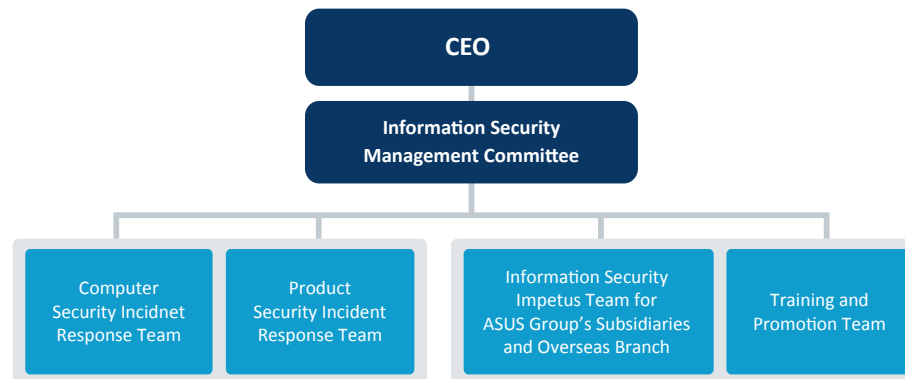 CEO
Information Security
Management Committee
Computer
Security Incidnet
Response Team
Product
Security Incident
Response Team
Information Security
Impetus Team for
ASUS Group's Subsidiaries
and Overseas Branch
Training and
Promotion Team